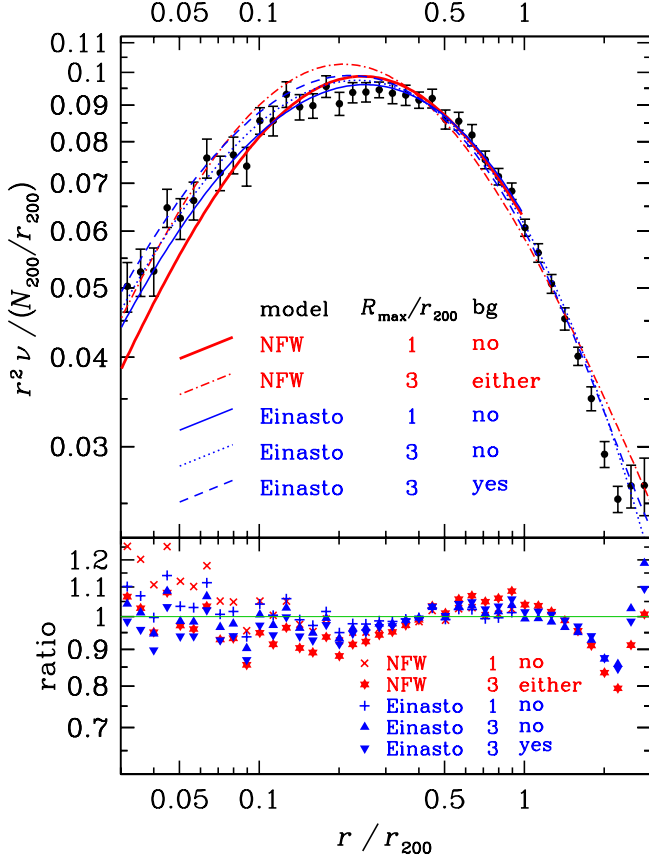 0.05 0.1 0.5 1
0.11
0.1
0.09
0.08
0.07
0.06
0.05
0.04
0.03
r² ν /(N₂₀₀/r₂₀₀)
model R_max/r₂₀₀ bg
NFW 1 no
NFW 3 either
Einasto 1 no
Einasto 3 no
Einasto 3 yes
1.2
1.1
1
0.9
0.8
0.7
ratio
NFW 1 no
NFW 3 either
Einasto 1 no
Einasto 3 no
Einasto 3 yes
0.05 0.1 0.5 1
r / r₂₀₀